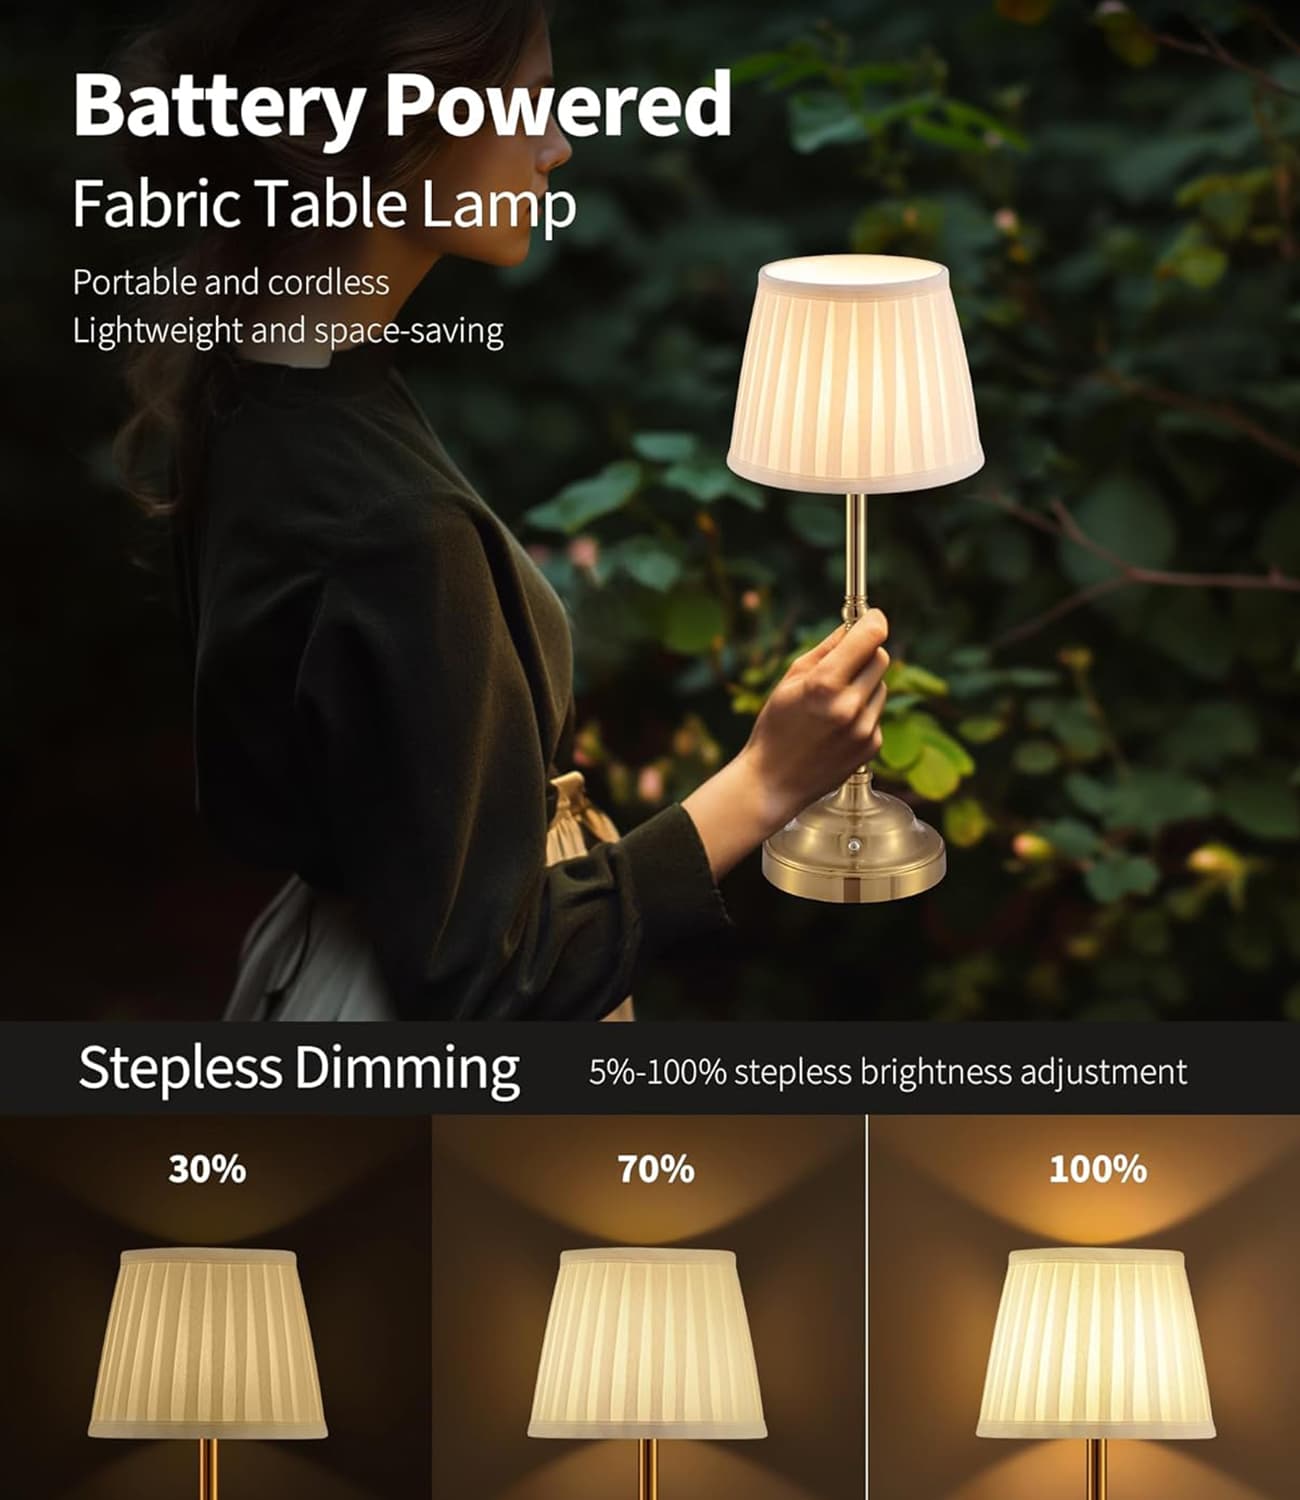 Battery Powered
Fabric Table Lamp
Portable and cordless
Lightweight and space-saving
Stepless Dimming
5%-100% stepless brightness adjustment
30%
70%
100%